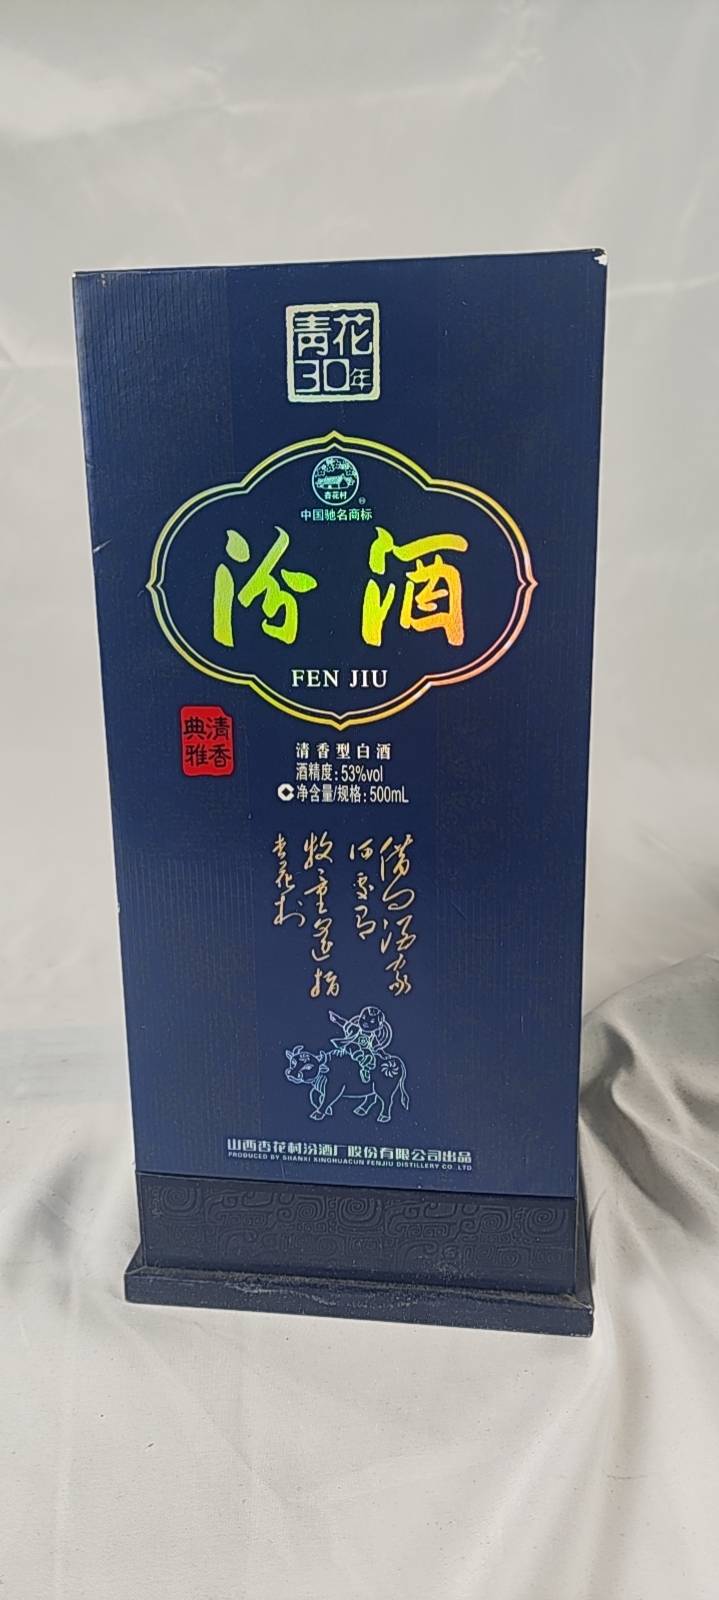 青花
30年
杏花村
®
中国驰名商标
汾酒
FEN JIU
清香
典雅
清香型白酒
酒精度:53%vol
C净含量/规格:500mL
借问酒家
何处有
牧童遥指
杏花村
山西杏花村汾酒厂股份有限公司出品
PRODUCED BY SHANXI XINGHUACUN FENJIU DISTILLERY CO.,LTD